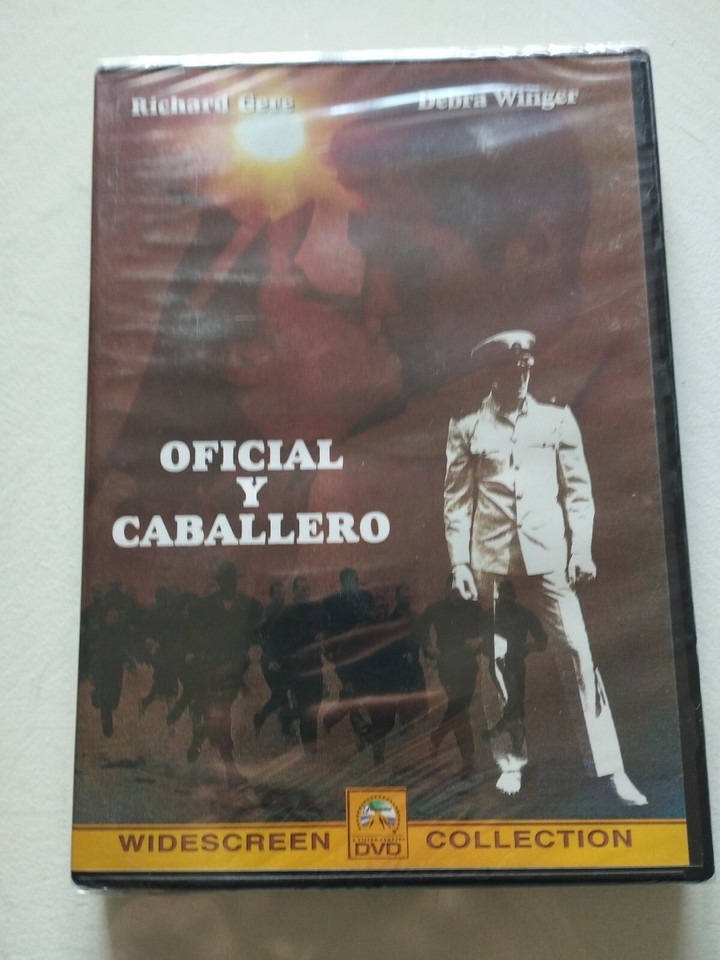 Richard Gere
Debra Winger
OFICIAL
Y
CABALLERO
WIDESCREEN
DVD
COLLECTION